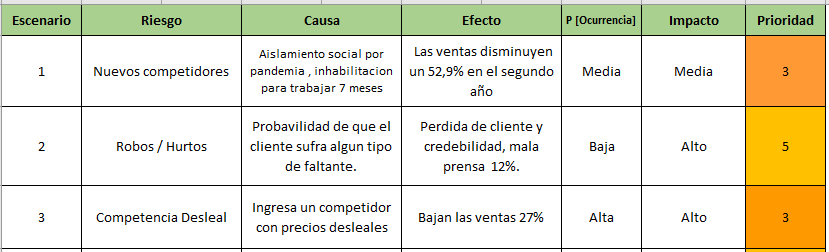 Escenario Riesgo Causa Efecto P [Ocurrencia] Impacto Prioridad
1 Nuevos competidores Aislamiento social por pandemia , inhabilitacion para trabajar 7 meses Las ventas disminuyen un 52,9% en el segundo año Media Media 3
2 Robos / Hurtos Probavilidad de que el cliente sufra algun tipo de faltante. Perdida de cliente y credebilidad, mala prensa 12%. Baja Alto 5
3 Competencia Desleal Ingresa un competidor con precios desleales Bajan las ventas 27% Alta Alto 3